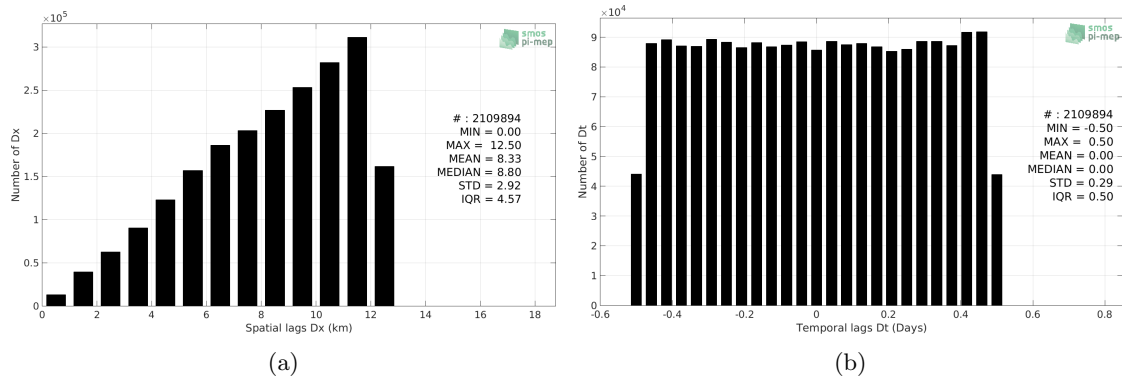 ×10⁵
smos
pi-mep
3
2.5
2
1.5
1
0.5
0
Number of Dx
# : 2109894
MIN = 0.00
MAX = 12.50
MEAN = 8.33
MEDIAN = 8.80
STD = 2.92
IQR = 4.57
0 2 4 6 8 10 12 14 16 18
Spatial lags Dx (km)
(a)
×10⁴
smos
pi-mep
9
8
7
6
5
4
3
2
1
0
Number of Dt
# : 2109894
MIN = -0.50
MAX = 0.50
MEAN = 0.00
MEDIAN = 0.00
STD = 0.29
IQR = 0.50
-0.6 -0.4 -0.2 0 0.2 0.4 0.6 0.8
Temporal lags Dt (Days)
(b)